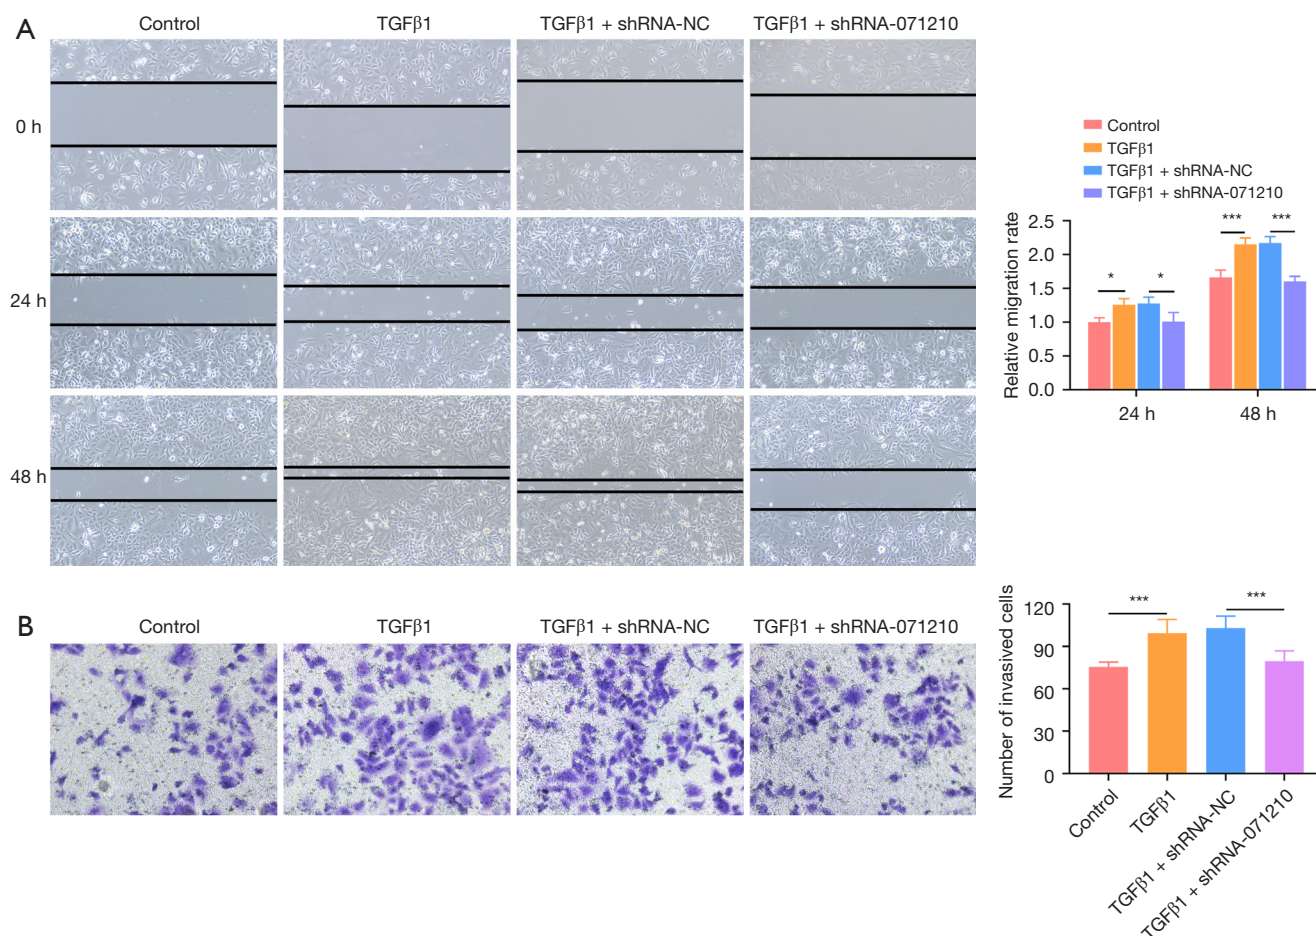 A
Control
TGFβ1
TGFβ1 + shRNA-NC
TGFβ1 + shRNA-071210
0 h
24 h
48 h
Control
TGFβ1
TGFβ1 + shRNA-NC
TGFβ1 + shRNA-071210
Relative migration rate
2.5
2.0
1.5
1.0
0.5
0.0
*
*
***
***
24 h
48 h
B
Control
TGFβ1
TGFβ1 + shRNA-NC
TGFβ1 + shRNA-071210
Number of invasived cells
120
90
60
30
0
***
***
Control
TGFβ1
TGFβ1 + shRNA-NC
TGFβ1 + shRNA-071210